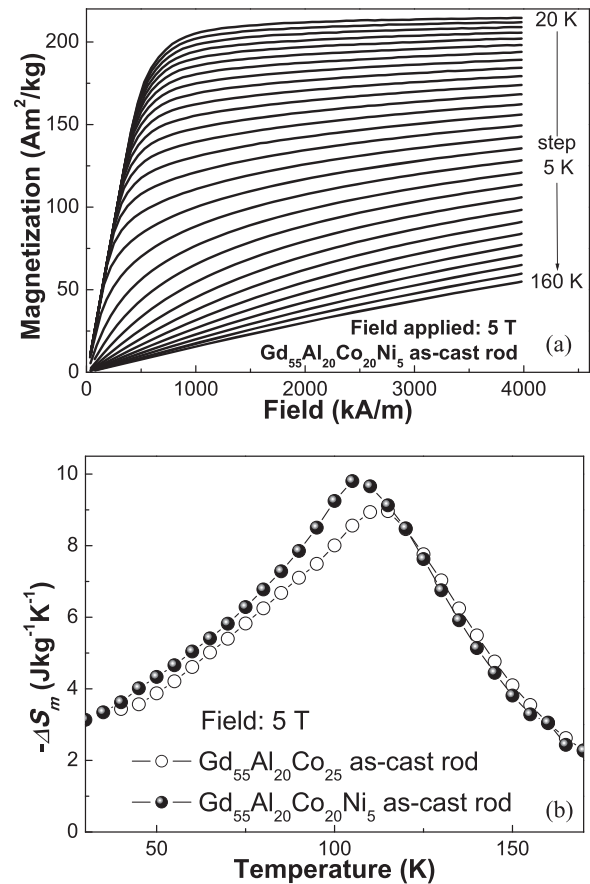 200
150
100
50
0
Magnetization (Am²/kg)
20 K
step
5 K
160 K
Field applied: 5 T
Gd₅₅Al₂₀Co₂₀Ni₅ as-cast rod
(a)
0 1000 2000 3000 4000
Field (kA/m)
10
8
6
4
2
0
-ΔSₘ (Jkg⁻¹K⁻¹)
Field: 5 T
Gd₅₅Al₂₀Co₂₅ as-cast rod
Gd₅₅Al₂₀Co₂₀Ni₅ as-cast rod
(b)
50 100 150
Temperature (K)